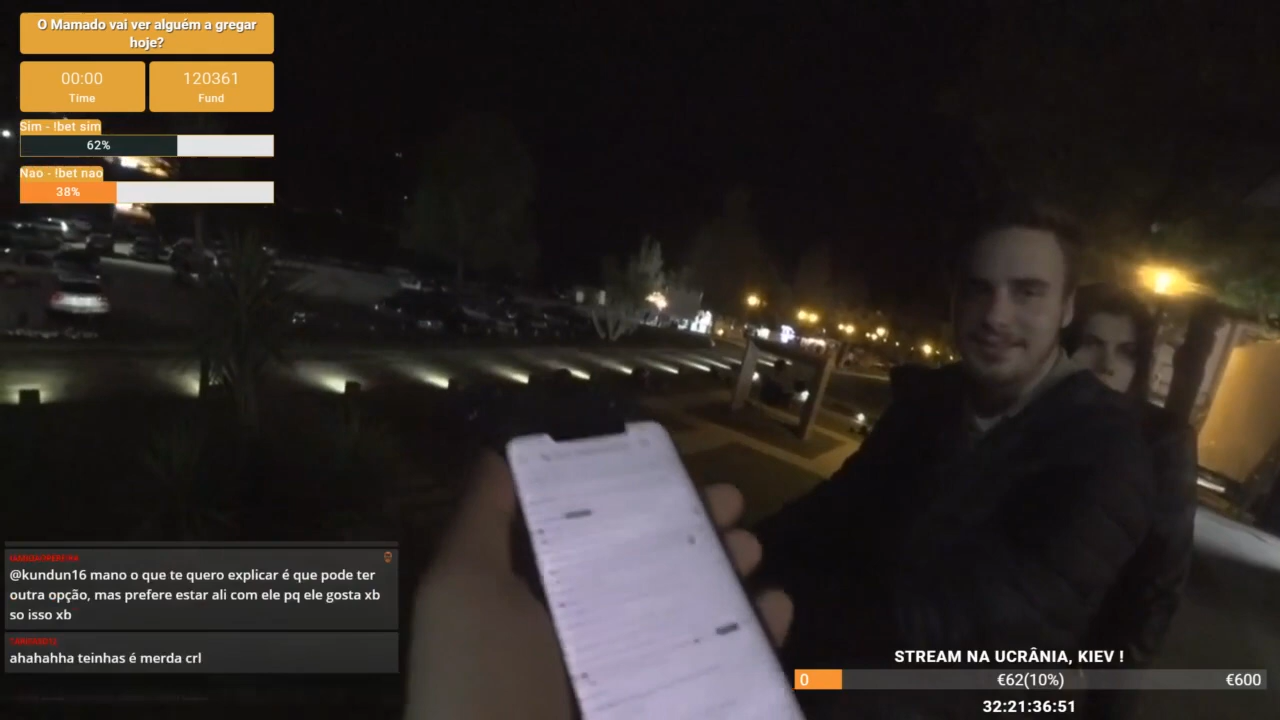 O Mamado vai ver alguém a gregar
hoje?
00:00
120361
Time
Fund
Sim - !bet sim
62%
Nao - !bet nao
38%
@kundun16 mano o que te quero explicar é que pode ter
outra opção, mas prefere estar ali com ele pq ele gosta xb
so isso xb
ahahahha teinhas é merda crl
STREAM NA UCRÂNIA, KIEV !
0
€62(10%)
€600
32:21:36:51